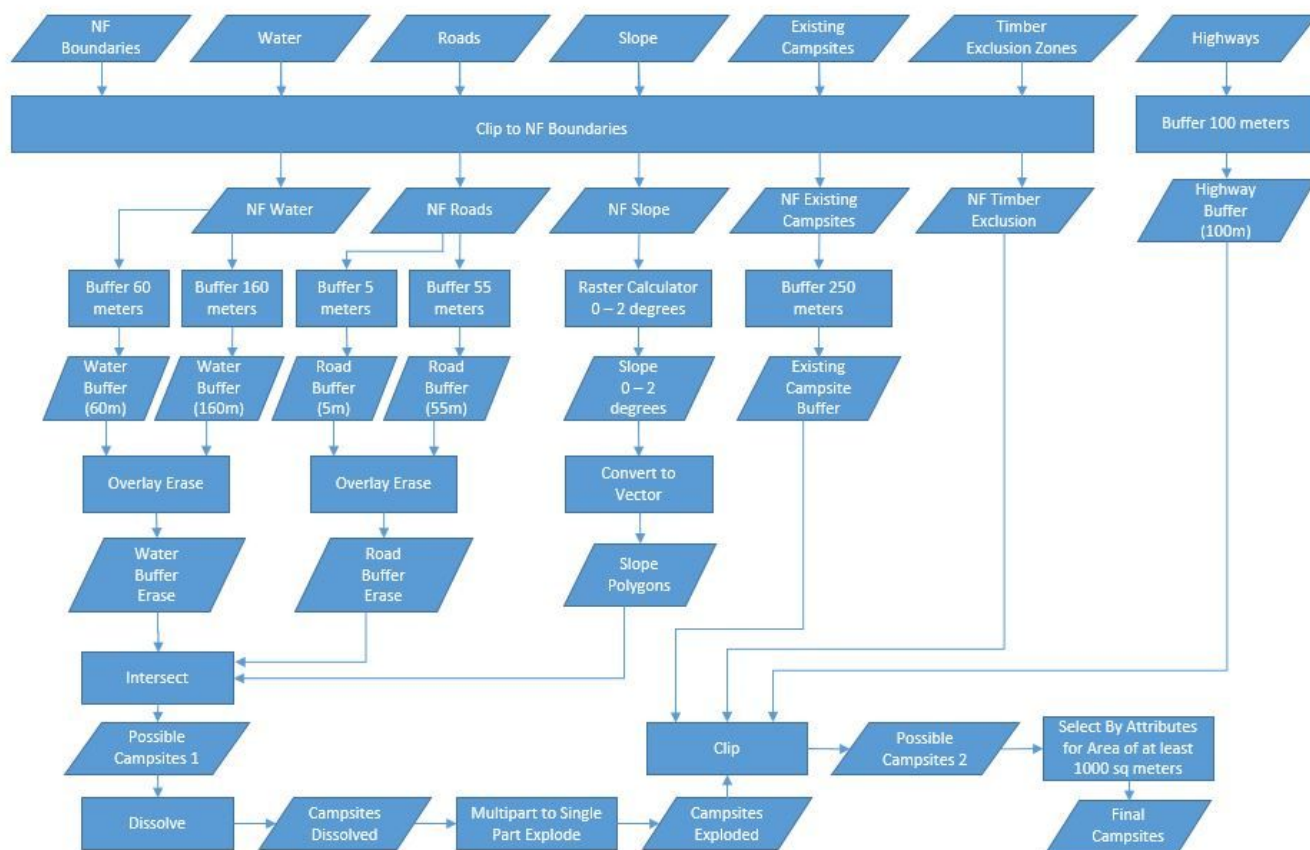 NF
Boundaries
Water
Roads
Slope
Existing
Campsites
Timber
Exclusion Zones
Highways
Clip to NF Boundaries
Buffer 100 meters
NF Water
NF Roads
NF Slope
NF Existing
Campsites
NF Timber
Exclusion
Highway
Buffer
(100m)
Buffer 60
meters
Buffer 160
meters
Buffer 5
meters
Buffer 55
meters
Raster Calculator
0 – 2 degrees
Buffer 250
meters
Water
Buffer
(60m)
Water
Buffer
(160m)
Road
Buffer
(5m)
Road
Buffer
(55m)
Slope
0 – 2
degrees
Existing
Campsite
Buffer
Overlay Erase
Overlay Erase
Convert to
Vector
Water
Buffer
Erase
Road
Buffer
Erase
Slope
Polygons
Intersect
Possible
Campsites 1
Clip
Possible
Campsites 2
Select By Attributes
for Area of at least
1000 sq meters
Dissolve
Campsites
Dissolved
Multipart to Single
Part Explode
Campsites
Exploded
Final
Campsites